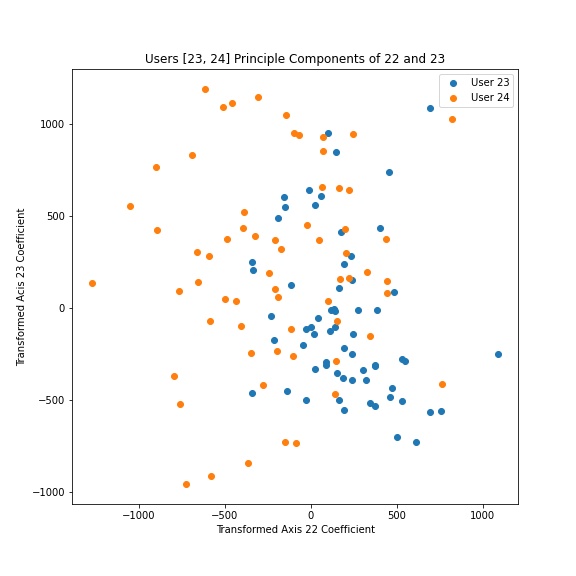 Users [23, 24] Principle Components of 22 and 23
User 23
User 24
1000
500
0
−500
−1000
Transformed Acis 23 Coefficient
−1000
−500
0
500
1000
Transformed Axis 22 Coefficient